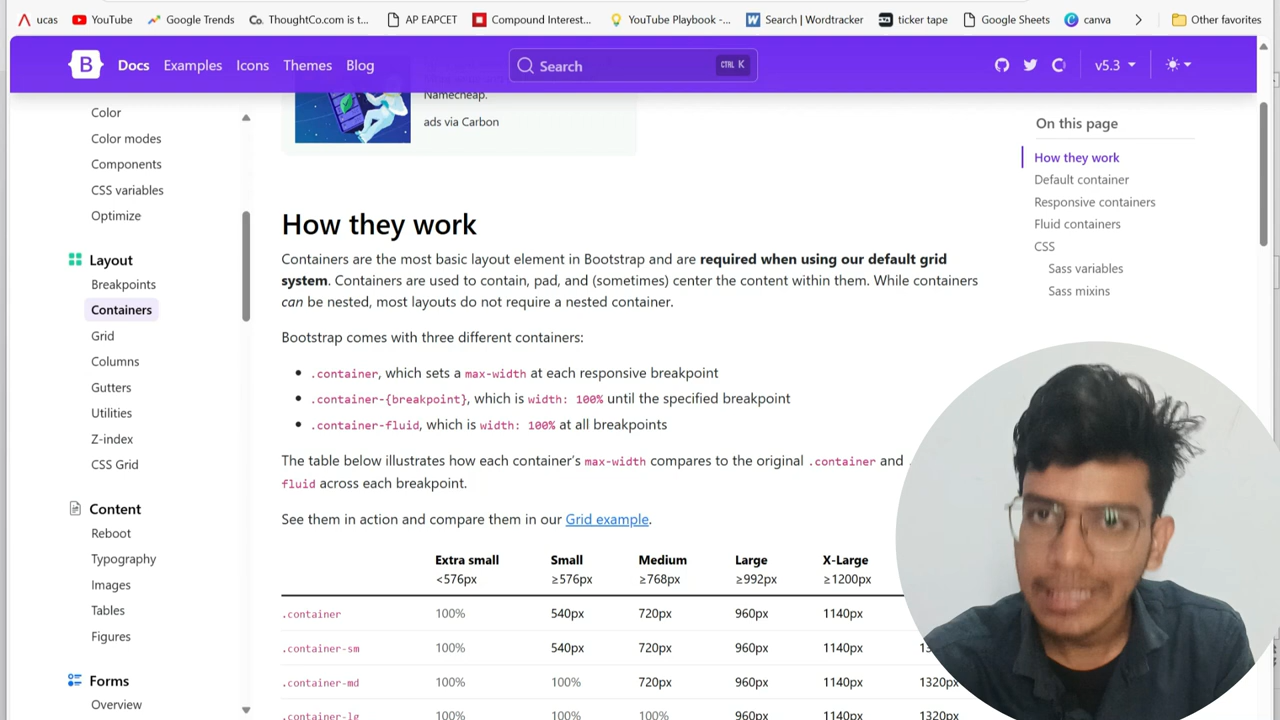 ucas YouTube Google Trends ThoughtCo.com is t... AP EAPCET Compound Interest... YouTube Playbook -... Search | Wordtracker ticker tape Google Sheets canva Other favorites
B Docs Examples Icons Themes Blog Search CTRL K v5.3
Namecheap.
ads via Carbon
Color
Color modes
Components
CSS variables
Optimize
Layout
Breakpoints
Containers
Grid
Columns
Gutters
Utilities
Z-index
CSS Grid
Content
Reboot
Typography
Images
Tables
Figures
Forms
Overview
How they work
Containers are the most basic layout element in Bootstrap and are required when using our default grid
system. Containers are used to contain, pad, and (sometimes) center the content within them. While containers
can be nested, most layouts do not require a nested container.
Bootstrap comes with three different containers:
.container, which sets a max-width at each responsive breakpoint
.container-{breakpoint}, which is width: 100% until the specified breakpoint
.container-fluid, which is width: 100% at all breakpoints
The table below illustrates how each container's max-width compares to the original .container and
fluid across each breakpoint.
See them in action and compare them in our Grid example.
Extra small Small Medium Large X-Large
<576px ≥576px ≥768px ≥992px ≥1200px
.container 100% 540px 720px 960px 1140px
.container-sm 100% 540px 720px 960px 1140px
.container-md 100% 100% 720px 960px 1140px 1320px
.container-lg 100% 100% 100% 960px 1140px 1320px
On this page
How they work
Default container
Responsive containers
Fluid containers
CSS
Sass variables
Sass mixins